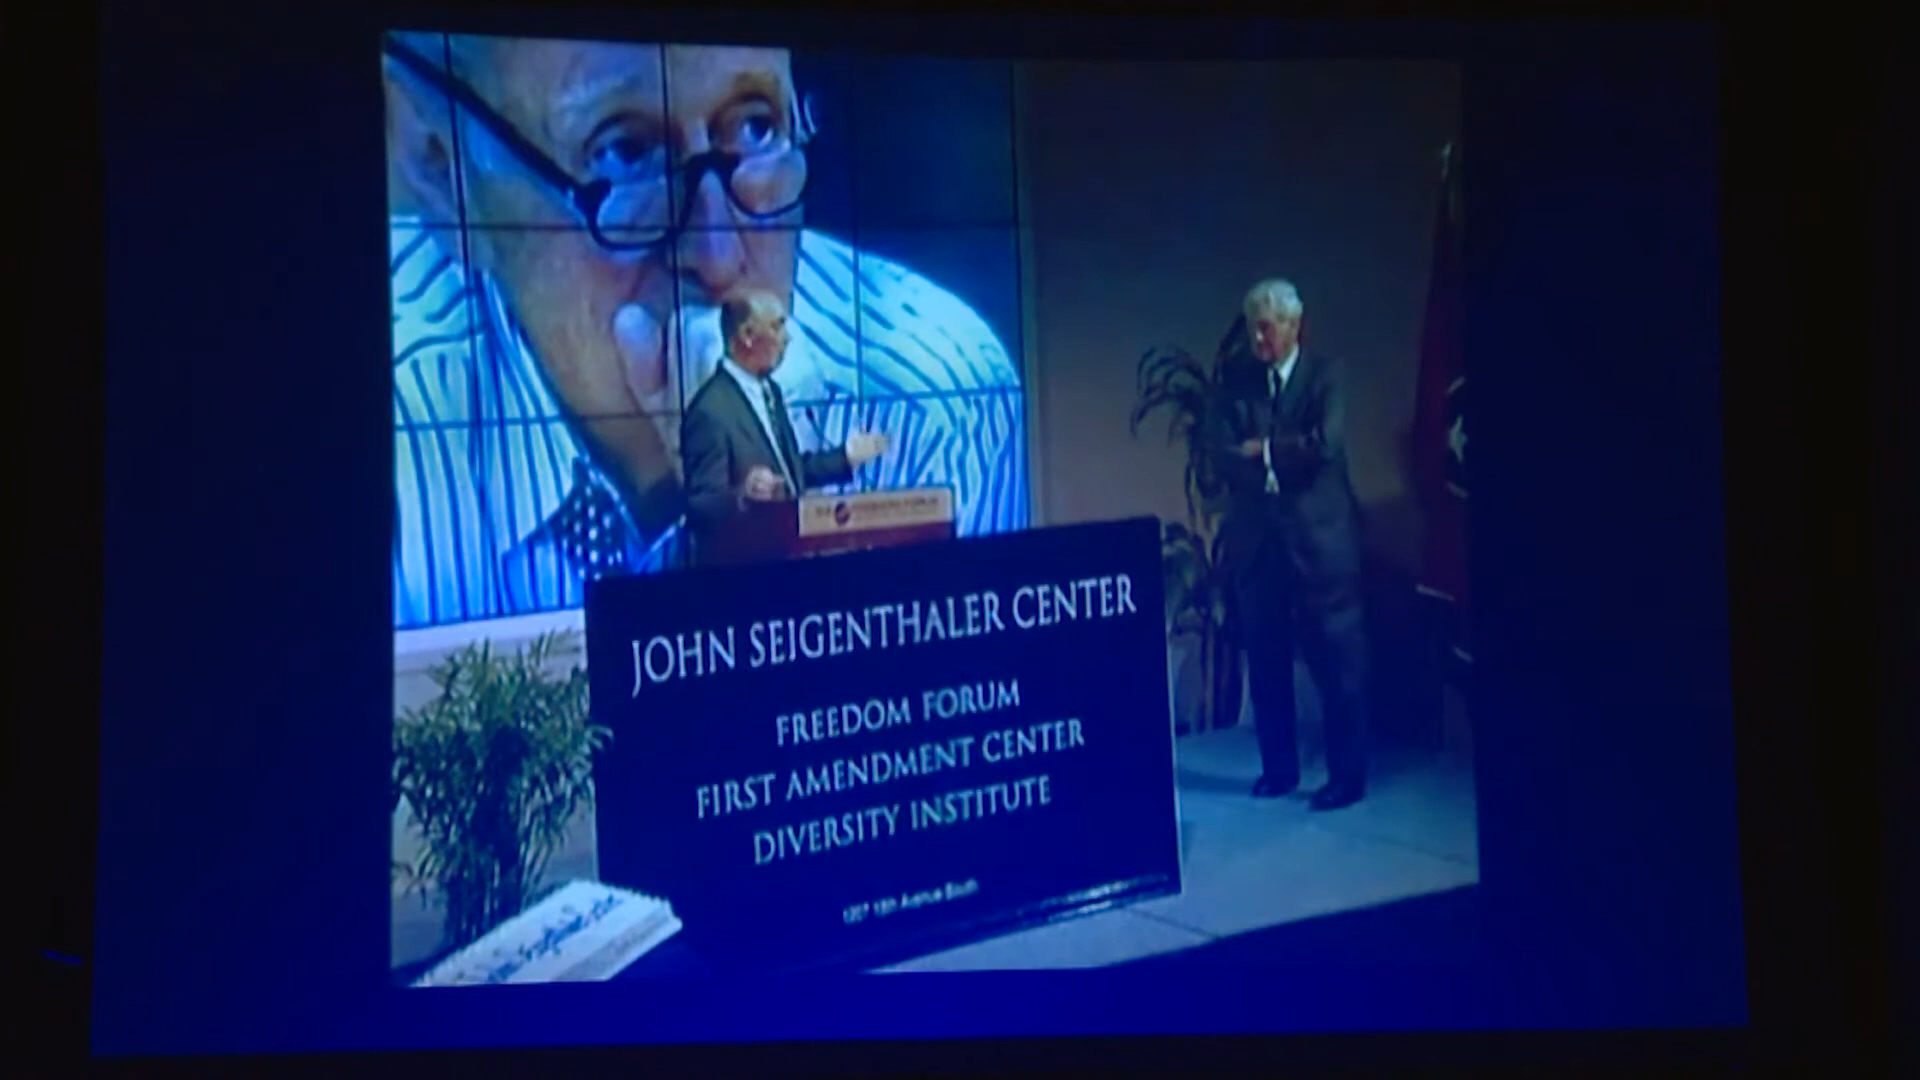 JOHN SEIGENTHALER CENTER
FREEDOM FORUM
FIRST AMENDMENT CENTER
DIVERSITY INSTITUTE